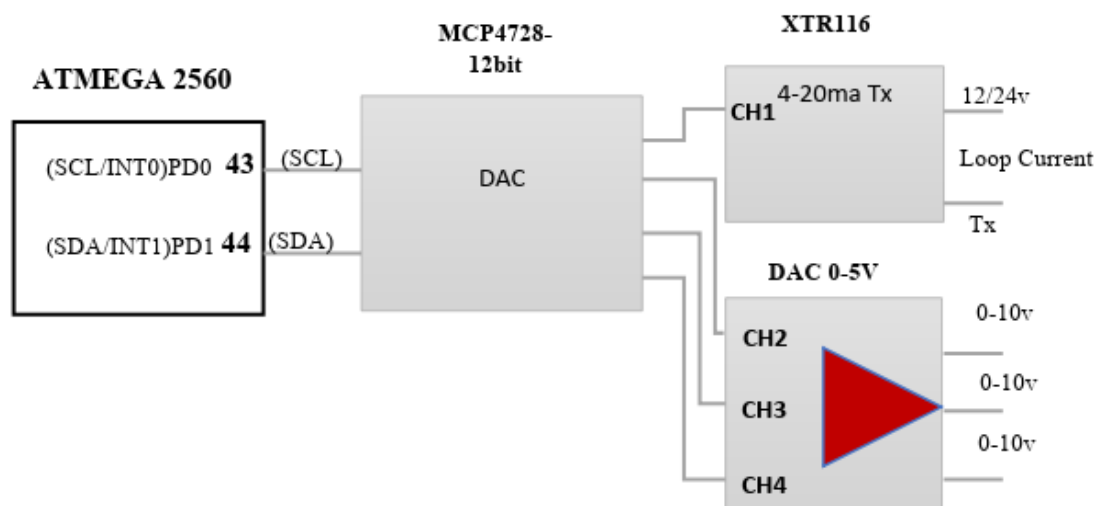 ATMEGA 2560
(SCL/INT0)PD0 43
(SDA/INT1)PD1 44
(SCL)
(SDA)
MCP4728-
12bit
DAC
XTR116
4-20ma Tx
CH1
12/24v
Loop Current
Tx
DAC 0-5V
CH2
CH3
CH4
0-10v
0-10v
0-10v